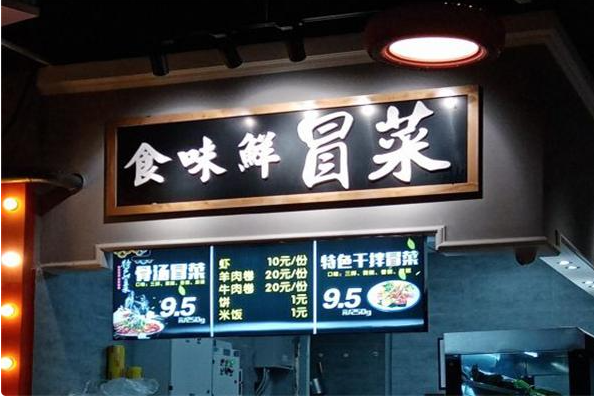 食味鲜冒菜
骨汤冒菜
9.5
元/250g
虾 10元/份
羊肉卷 20元/份
牛肉卷 20元/份
饼 1元
米饭 1元
特色干拌冒菜
9.5
元/250g